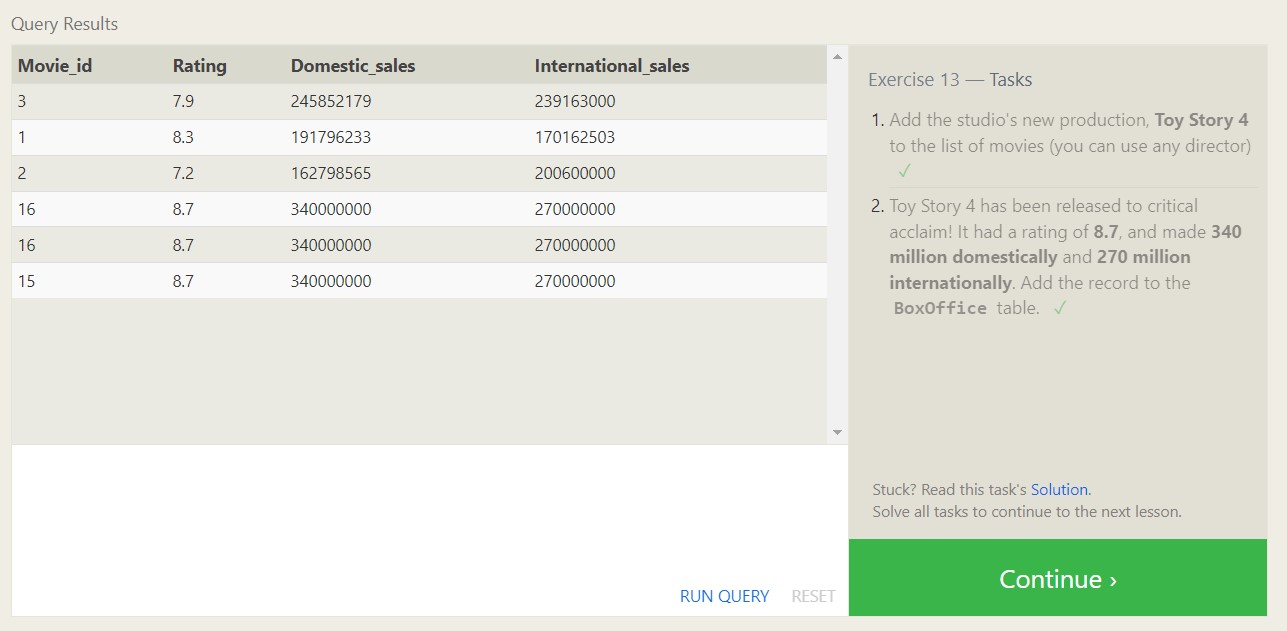 Query Results
Movie_id Rating Domestic_sales International_sales
3 7.9 245852179 239163000
1 8.3 191796233 170162503
2 7.2 162798565 200600000
16 8.7 340000000 270000000
16 8.7 340000000 270000000
15 8.7 340000000 270000000
RUN QUERY RESET
Exercise 13 — Tasks
1. Add the studio's new production, Toy Story 4
to the list of movies (you can use any director)
✓
2. Toy Story 4 has been released to critical
acclaim! It had a rating of 8.7, and made 340
million domestically and 270 million
internationally. Add the record to the
BoxOffice table. ✓
Stuck? Read this task's Solution.
Solve all tasks to continue to the next lesson.
Continue ›